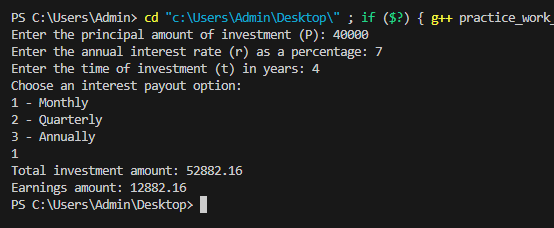 PS C:\Users\Admin> cd "c:\Users\Admin\Desktop\" ; if ($?) { g++ practice_work_
Enter the principal amount of investment (P): 40000
Enter the annual interest rate (r) as a percentage: 7
Enter the time of investment (t) in years: 4
Choose an interest payout option:
1 - Monthly
2 - Quarterly
3 - Annually
1
Total investment amount: 52882.16
Earnings amount: 12882.16
PS C:\Users\Admin\Desktop>